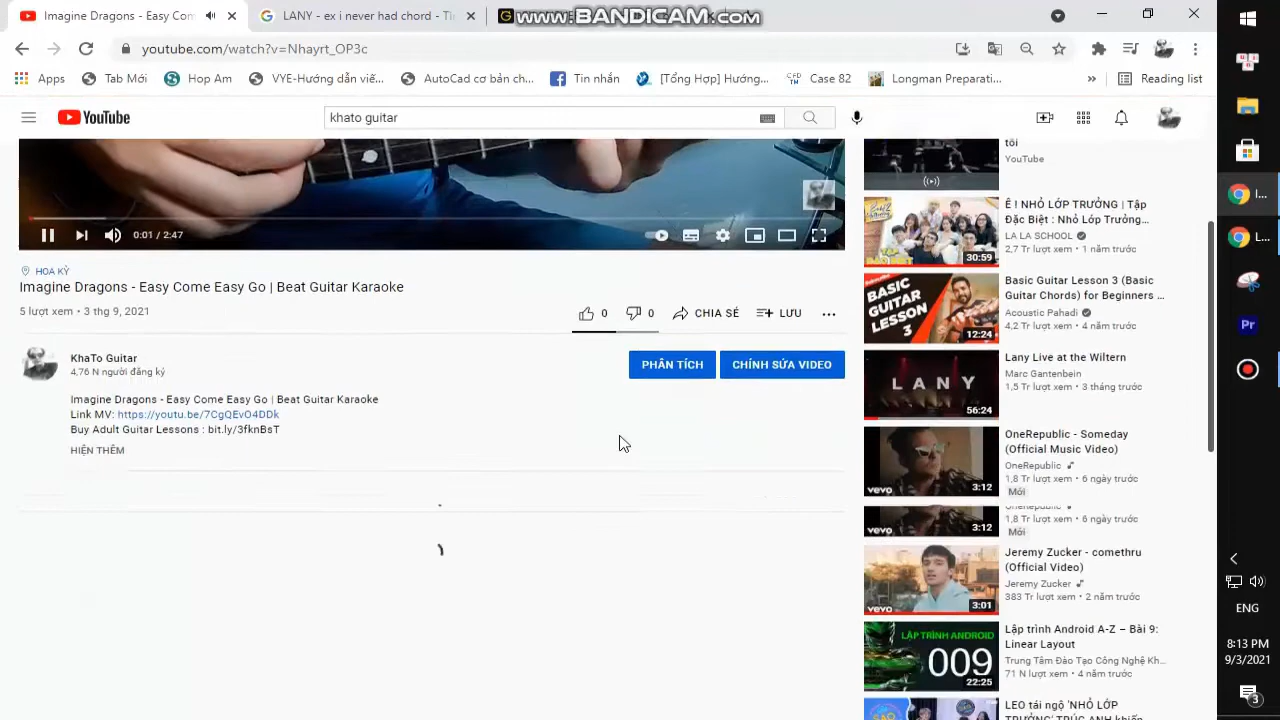 Imagine Dragons - Easy Com
LANY - ex i never had chord - Th
www.BANDICAM.com
youtube.com/watch?v=Nhayrt_OP3c
Apps
Tab Mới
Hop Am
VYE-Hướng dẫn viế...
AutoCad cơ bản ch...
Tin nhắn
[Tổng Hợp] Hướng...
Case 82
Longman Preparati...
»
Reading list
YouTube
khato guitar
0:01 / 2:47
HOA KỲ
Imagine Dragons - Easy Come Easy Go | Beat Guitar Karaoke
5 lượt xem • 3 thg 9, 2021
0
0
CHIA SẺ
LƯU
KhaTo Guitar
4,76 N người đăng ký
PHÂN TÍCH
CHỈNH SỬA VIDEO
Imagine Dragons - Easy Come Easy Go | Beat Guitar Karaoke
Link MV: https://youtu.be/7CgQEvO4DDk
Buy Adult Guitar Lessons : bit.ly/3fknBsT
HIỆN THÊM
tôi
YouTube
Ê ! NHỎ LỚP TRƯỞNG | Tập
Đặc Biệt : Nhỏ Lớp Trưởng...
LA LA SCHOOL
2,7 Tr lượt xem • 1 năm trước
30:59
BASIC
GUITAR
LESSON
3
12:24
Basic Guitar Lesson 3 (Basic
Guitar Chords) for Beginners ...
Acoustic Pahadi
4,2 Tr lượt xem • 4 năm trước
LANY
56:24
Lany Live at the Wiltern
Marc Gantenbein
1,5 Tr lượt xem • 3 tháng trước
vevo
3:12
OneRepublic - Someday
(Official Music Video)
OneRepublic
1,8 Tr lượt xem • 6 ngày trước
Mới
vevo
3:12
OneRepublic
1,8 Tr lượt xem • 6 ngày trước
Mới
vevo
3:01
Jeremy Zucker - comethru
(Official Video)
Jeremy Zucker
383 Tr lượt xem • 2 năm trước
LẬP TRÌNH ANDROID
009
22:25
Lập trình Android A-Z – Bài 9:
Linear Layout
Trung Tâm Đào Tạo Công Nghệ Kh...
71 N lượt xem • 4 năm trước
LEO tái ngộ 'NHỎ LỚP
TRƯỞNG' TRÚC ANH khiến
I...
L...
Pr
ENG
8:13 PM
9/3/2021
3